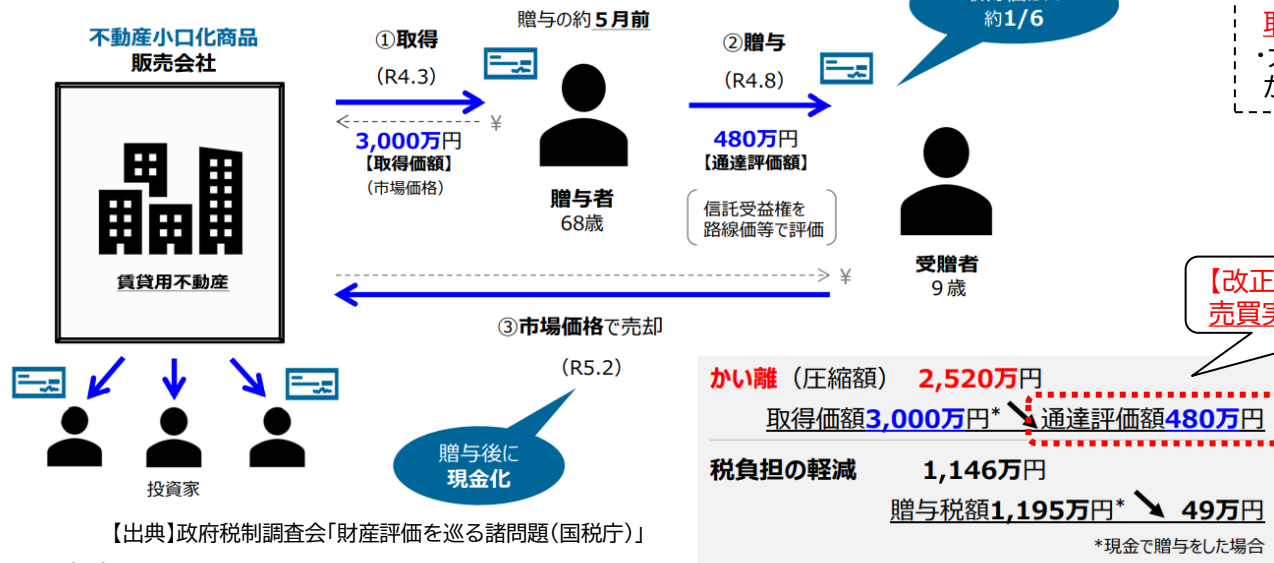 不動産小口化商品
販売会社
賃貸用不動産
投資家
贈与の約５月前
①取得
(R4.3)
¥
3,000万円
【取得価額】
(市場価格)
贈与者
68歳
約1/6
②贈与
(R4.8)
480万円
【通達評価額】
信託受益権を
路線価等で評価
受贈者
９歳
¥
③市場価格で売却
(R5.2)
贈与後に
現金化
【改正
売買実
かい離（圧縮額） 2,520万円
取得価額3,000万円* 通達評価額480万円
税負担の軽減 1,146万円
贈与税額1,195万円* 49万円
*現金で贈与をした場合
【出典】政府税制調査会「財産評価を巡る諸問題(国税庁)」